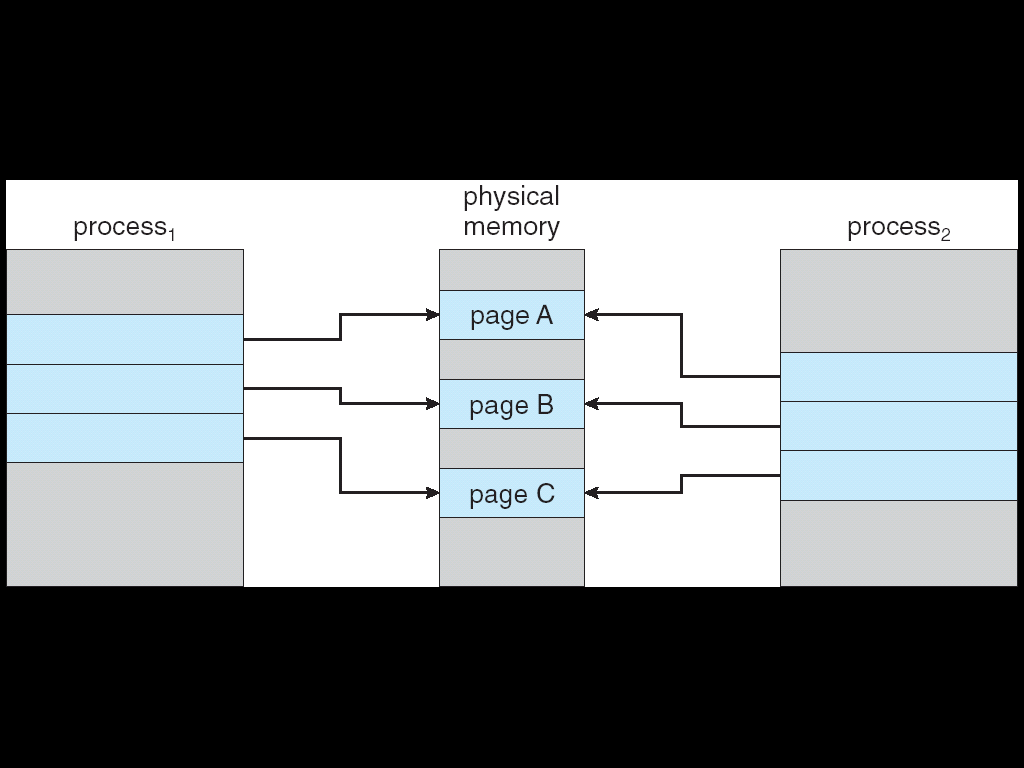 process₁
physical
memory
process₂
page A
page B
page C